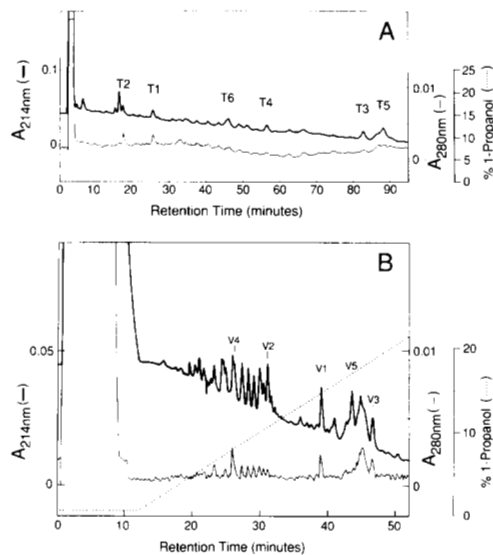 A
T2 T1 T6 T4 T3 T5
0.1
0
A214nm (—)
0.01
0
A280nm (–)
25
20
15
10
5
0
% 1-Propanol (····)
0 10 20 30 40 50 60 70 80 90
Retention Time (minutes)
B
V4 V2 V1 V5 V3
0.05
0
A214nm (—)
0.01
0
A280nm (–)
20
15
10
5
0
% 1-Propanol (····)
0 10 20 30 40 50
Retention Time (minutes)